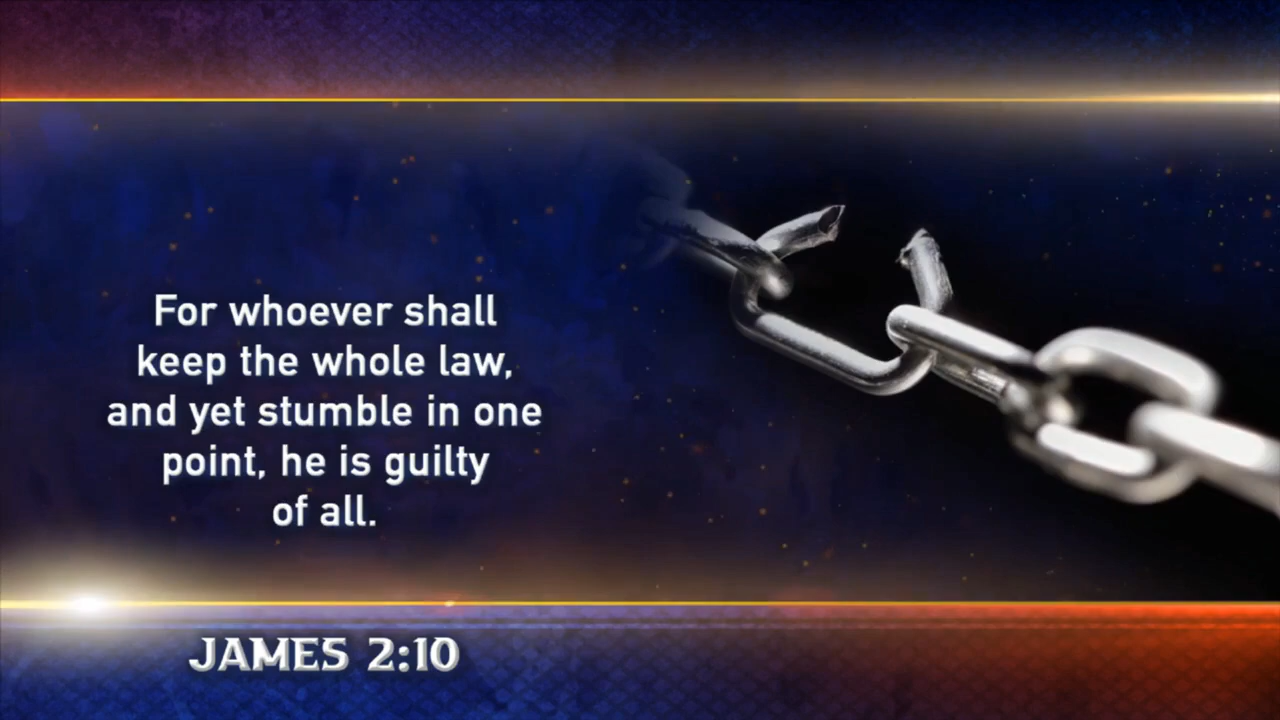 For whoever shall
keep the whole law,
and yet stumble in one
point, he is guilty
of all.
JAMES 2:10